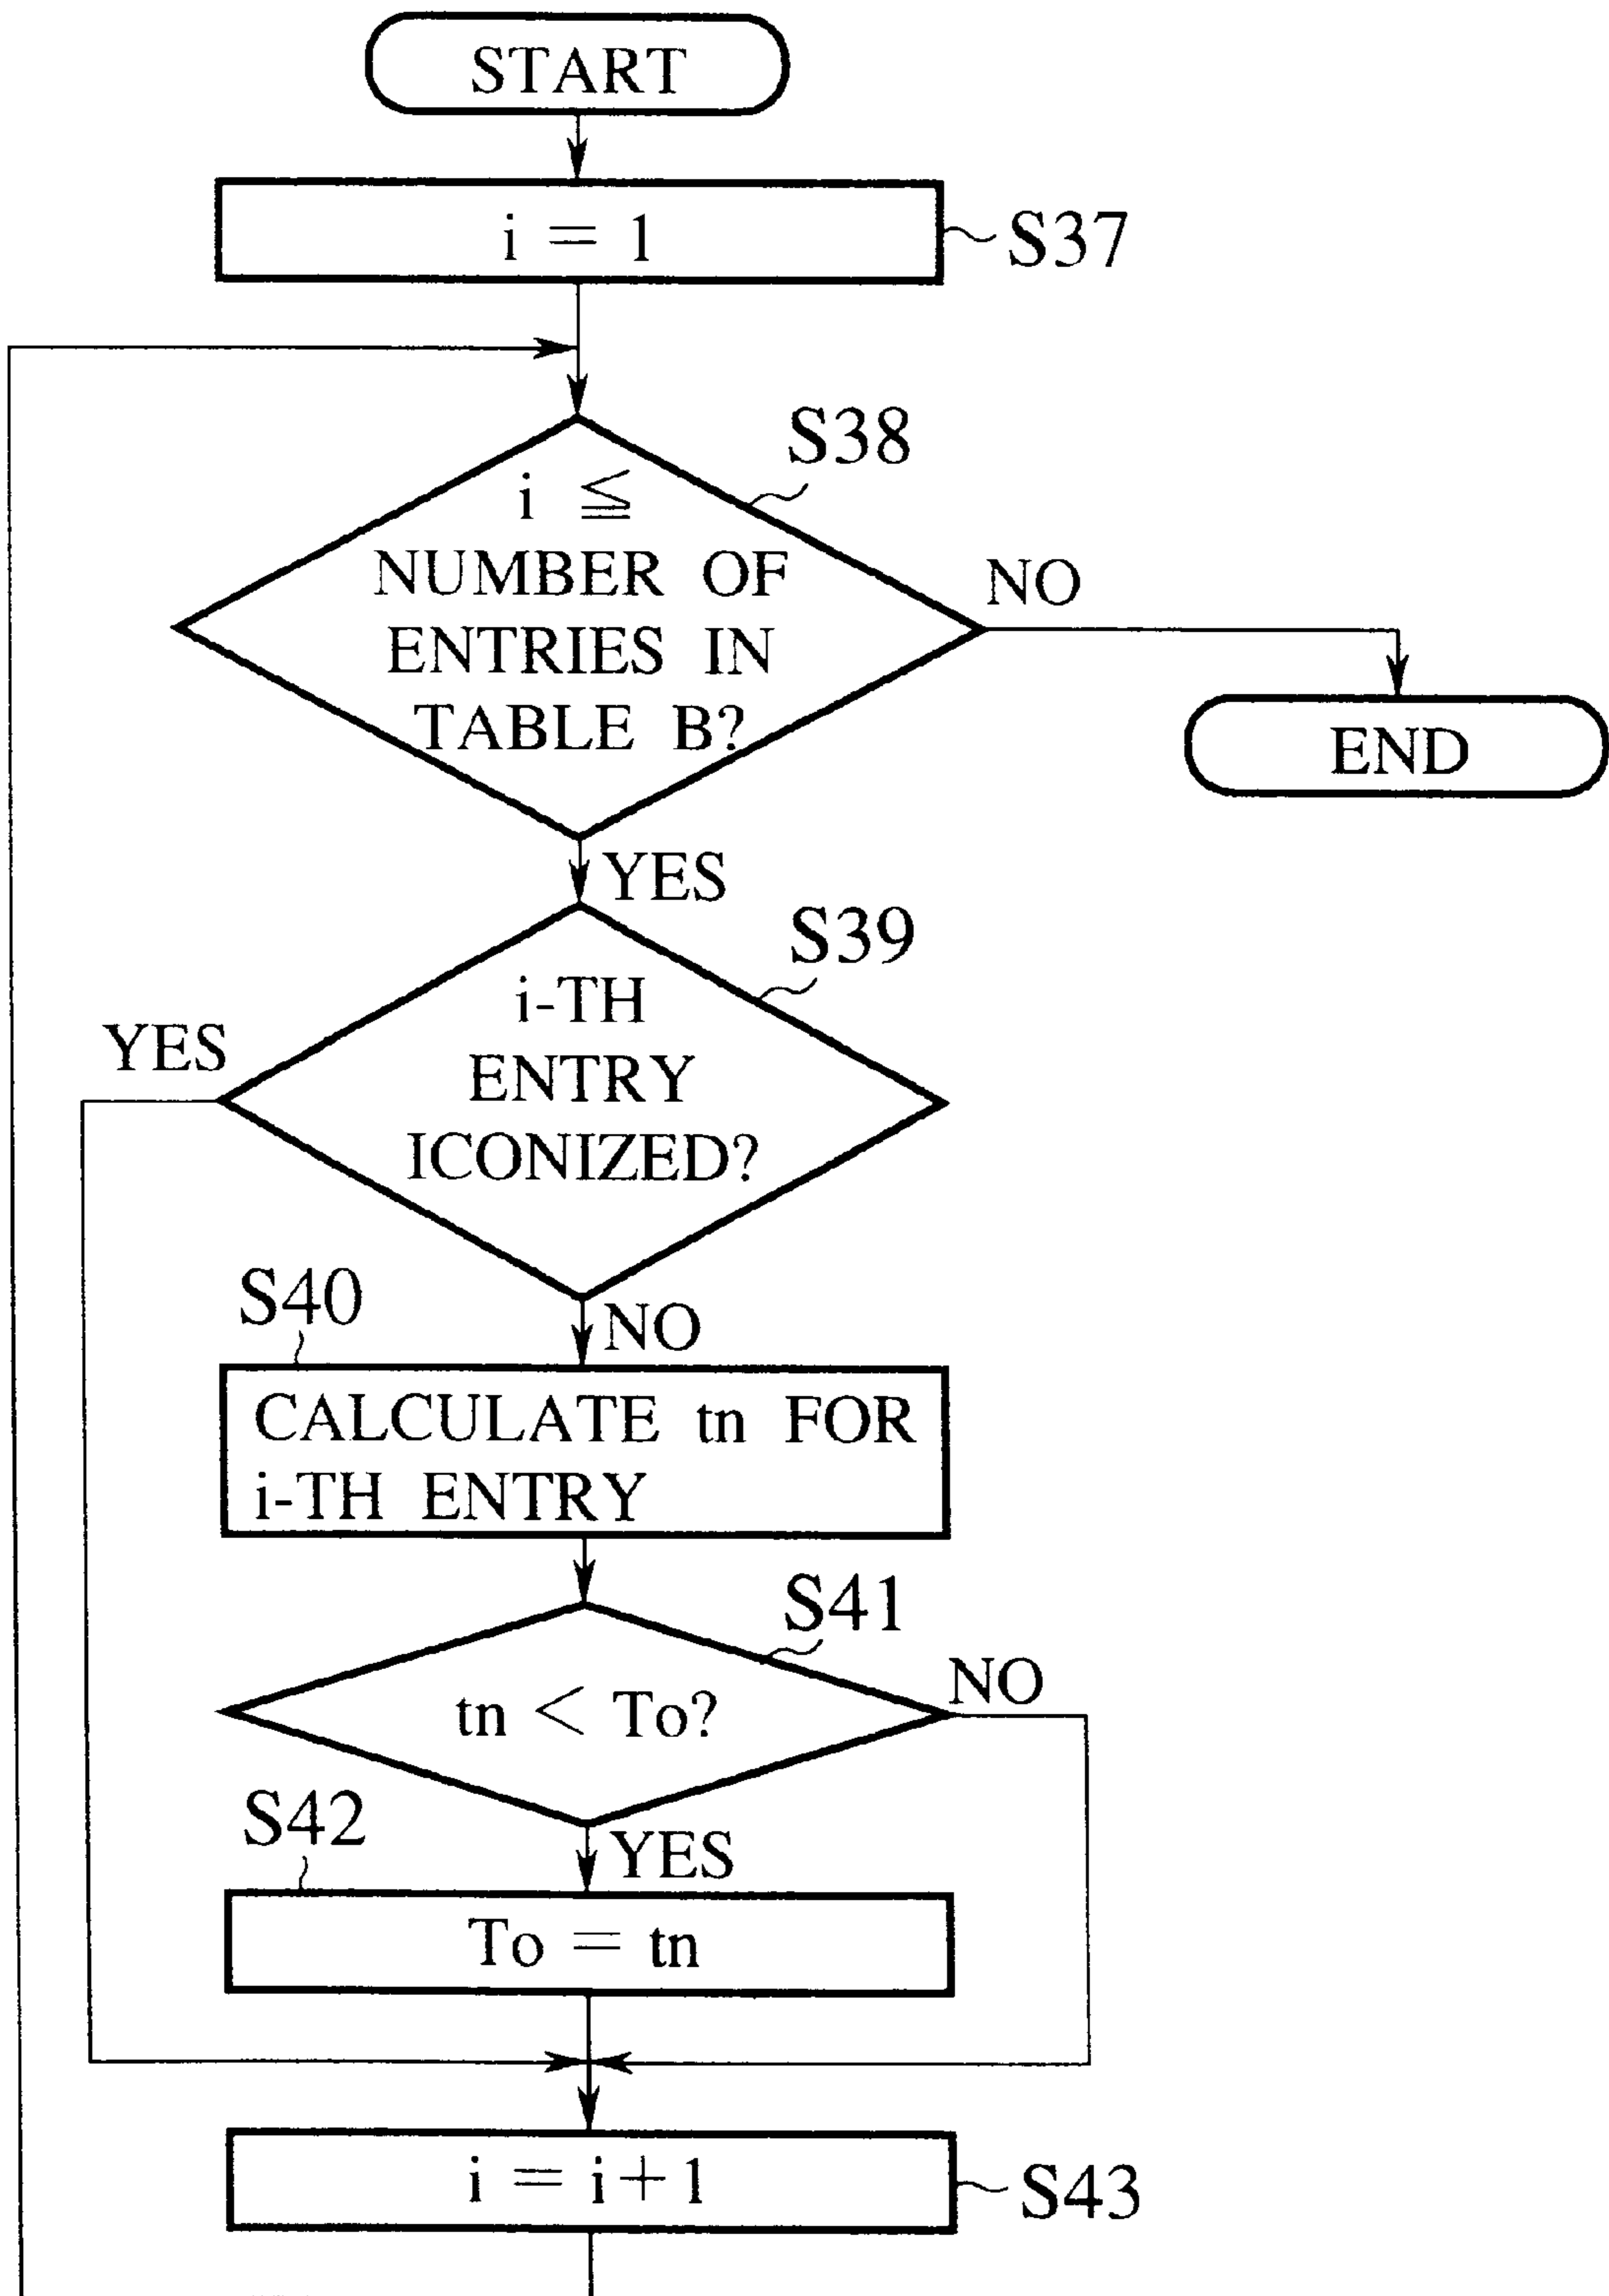 START
i = 1
S37
S38
i ≦
NUMBER OF
ENTRIES IN
TABLE B?
NO
END
YES
S39
i-TH
ENTRY
ICONIZED?
YES
S40
NO
CALCULATE tn FOR
i-TH ENTRY
S41
tn < To?
NO
S42
YES
To = tn
i = i+1
S43